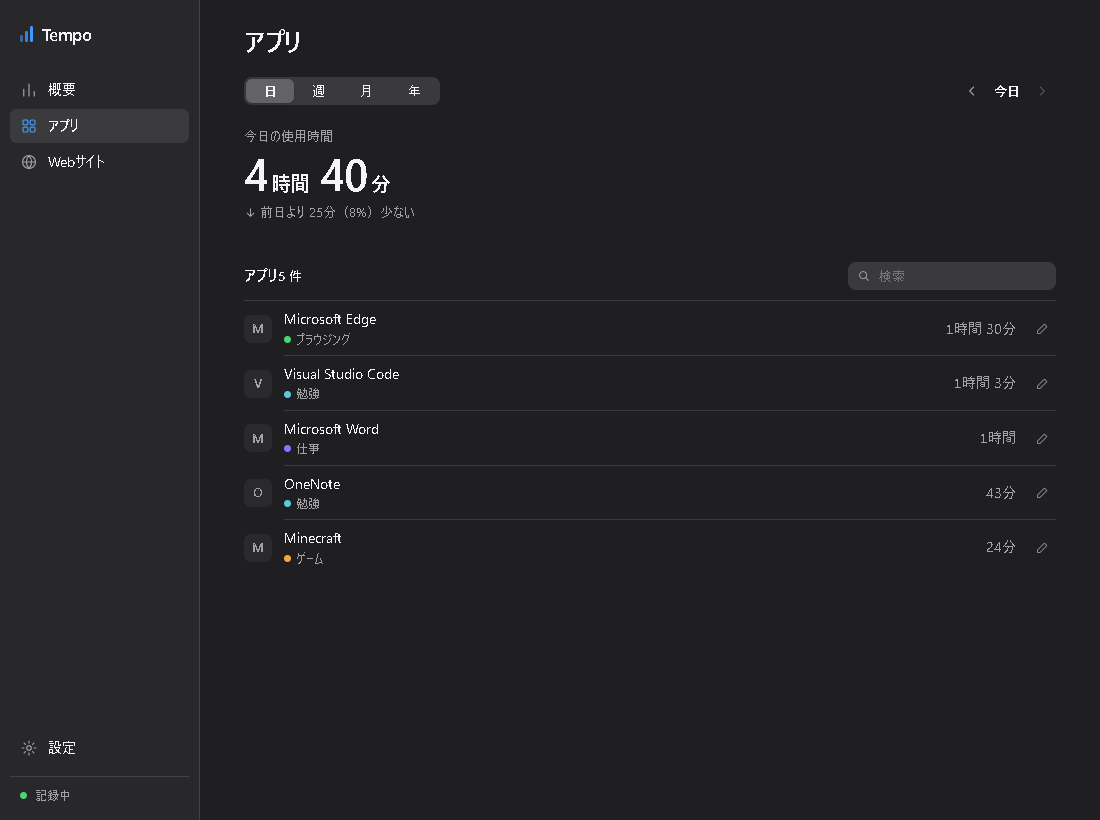 Tempo
概要
アプリ
Webサイト
設定
記録中
アプリ
日 週 月 年
今日
今日の使用時間
4時間 40分
↓ 前日より 25分（8%）少ない
アプリ5 件
検索
M
Microsoft Edge
ブラウジング
1時間 30分
V
Visual Studio Code
勉強
1時間 3分
M
Microsoft Word
仕事
1時間
O
OneNote
勉強
43分
M
Minecraft
ゲーム
24分